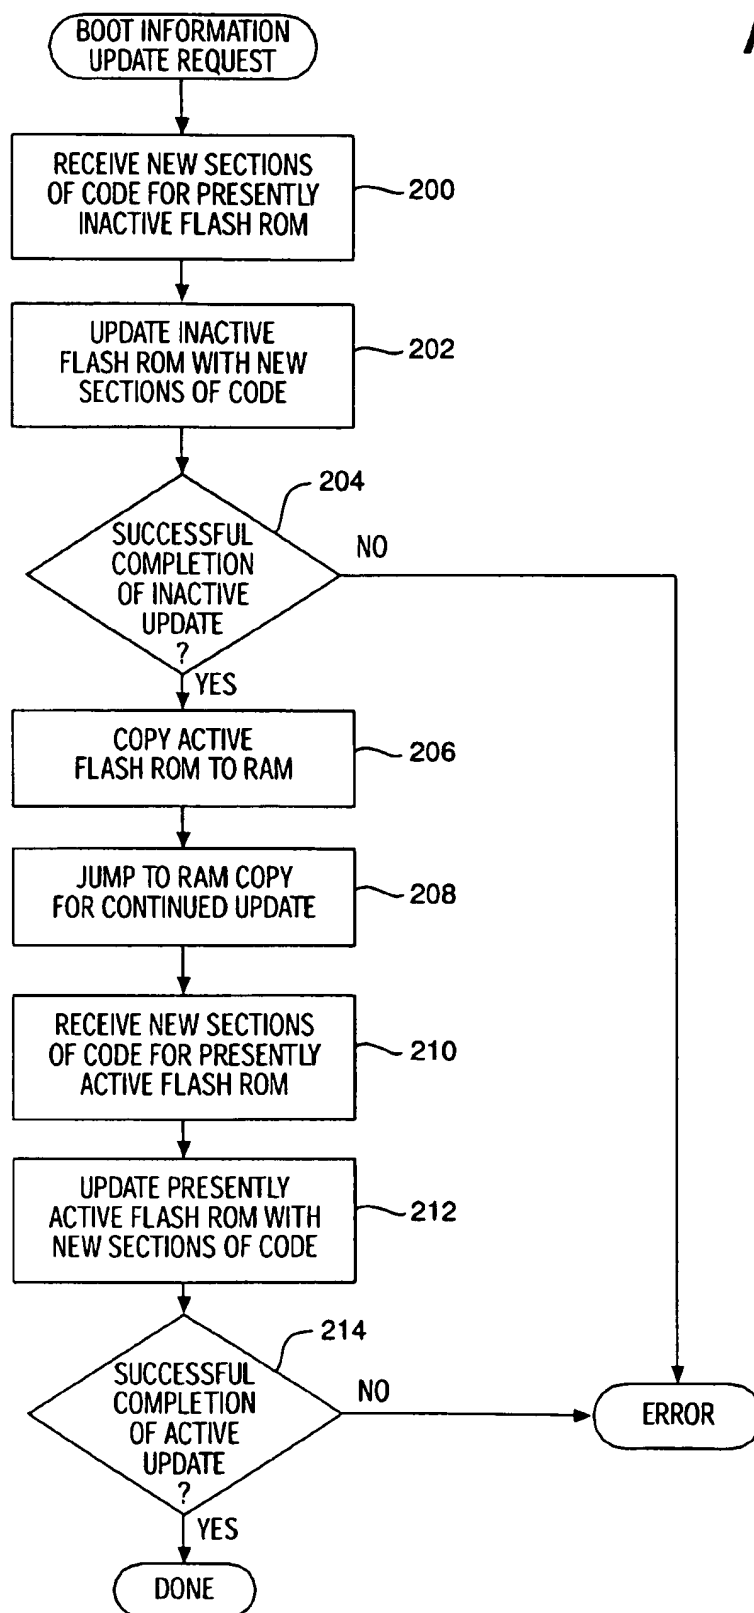 BOOT INFORMATION
UPDATE REQUEST
RECEIVE NEW SECTIONS
OF CODE FOR PRESENTLY
INACTIVE FLASH ROM
200
UPDATE INACTIVE
FLASH ROM WITH NEW
SECTIONS OF CODE
202
204
SUCCESSFUL
COMPLETION
OF INACTIVE
UPDATE
?
NO
YES
COPY ACTIVE
FLASH ROM TO RAM
206
JUMP TO RAM COPY
FOR CONTINUED UPDATE
208
RECEIVE NEW SECTIONS
OF CODE FOR PRESENTLY
ACTIVE FLASH ROM
210
UPDATE PRESENTLY
ACTIVE FLASH ROM WITH
NEW SECTIONS OF CODE
212
214
SUCCESSFUL
COMPLETION
OF ACTIVE
UPDATE
?
NO
ERROR
YES
DONE